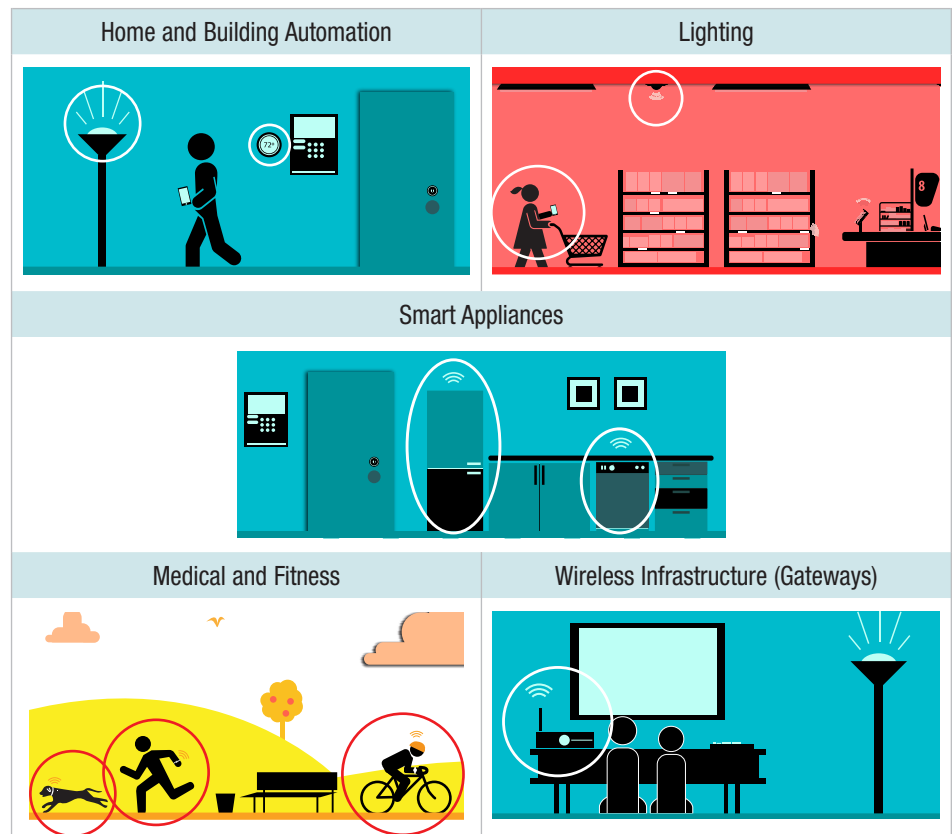 Home and Building Automation
Lighting
72°
8
Smart Appliances
Medical and Fitness
Wireless Infrastructure (Gateways)